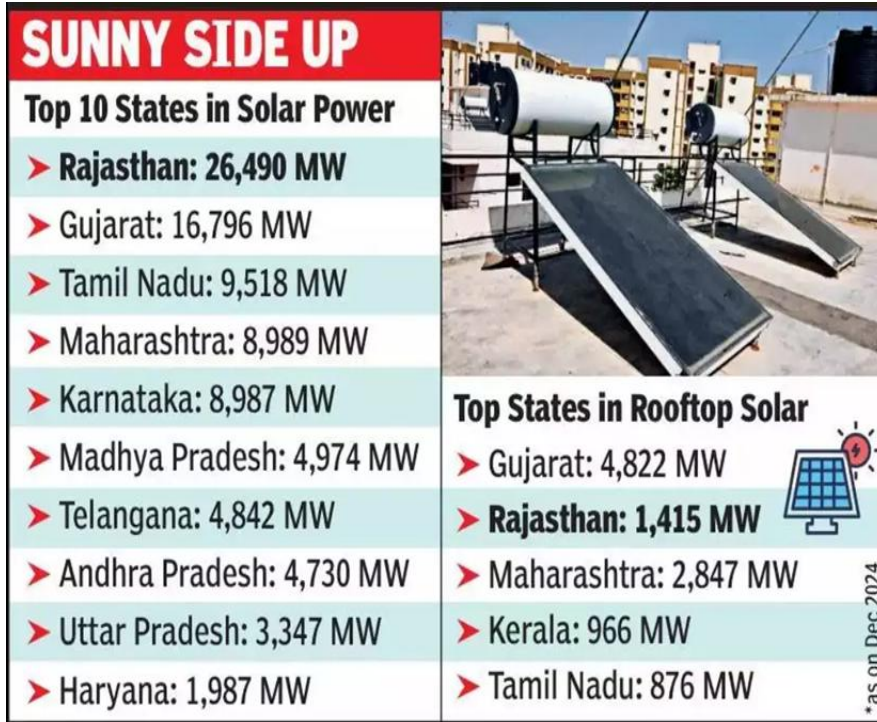 SUNNY SIDE UP
Top 10 States in Solar Power
Rajasthan: 26,490 MW
Gujarat: 16,796 MW
Tamil Nadu: 9,518 MW
Maharashtra: 8,989 MW
Karnataka: 8,987 MW
Madhya Pradesh: 4,974 MW
Telangana: 4,842 MW
Andhra Pradesh: 4,730 MW
Uttar Pradesh: 3,347 MW
Haryana: 1,987 MW
Top States in Rooftop Solar
Gujarat: 4,822 MW
Rajasthan: 1,415 MW
Maharashtra: 2,847 MW
Kerala: 966 MW
Tamil Nadu: 876 MW
*as on Dec 2024